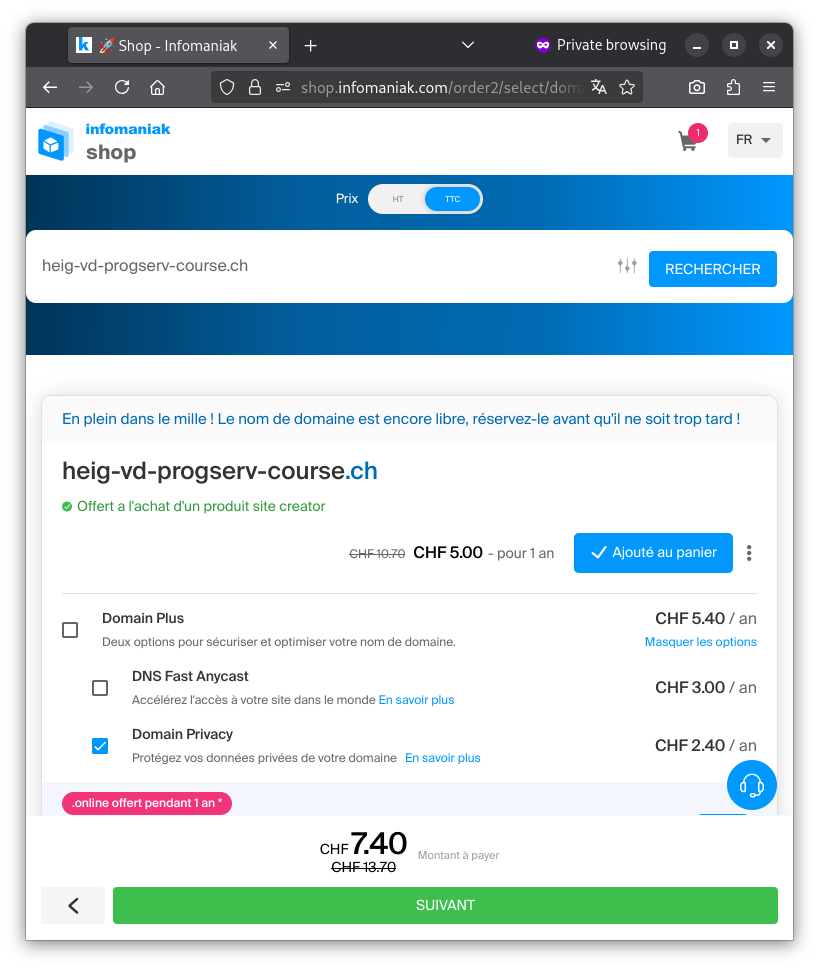 Shop - Infomaniak
Private browsing
shop.infomaniak.com/order2/select/dom
infomaniak
shop
1
FR
Prix
HT
TTC
heig-vd-progserv-course.ch
RECHERCHER
En plein dans le mille ! Le nom de domaine est encore libre, réservez-le avant qu'il ne soit trop tard !
heig-vd-progserv-course.ch
Offert a l'achat d'un produit site creator
CHF 10.70 CHF 5.00 - pour 1 an
Ajouté au panier
Domain Plus
CHF 5.40 / an
Deux options pour sécuriser et optimiser votre nom de domaine.
Masquer les options
DNS Fast Anycast
CHF 3.00 / an
Accélérez l'accès à votre site dans le monde En savoir plus
Domain Privacy
CHF 2.40 / an
Protégez vos données privées de votre domaine En savoir plus
.online offert pendant 1 an *
CHF 7.40
CHF 13.70
Montant à payer
SUIVANT